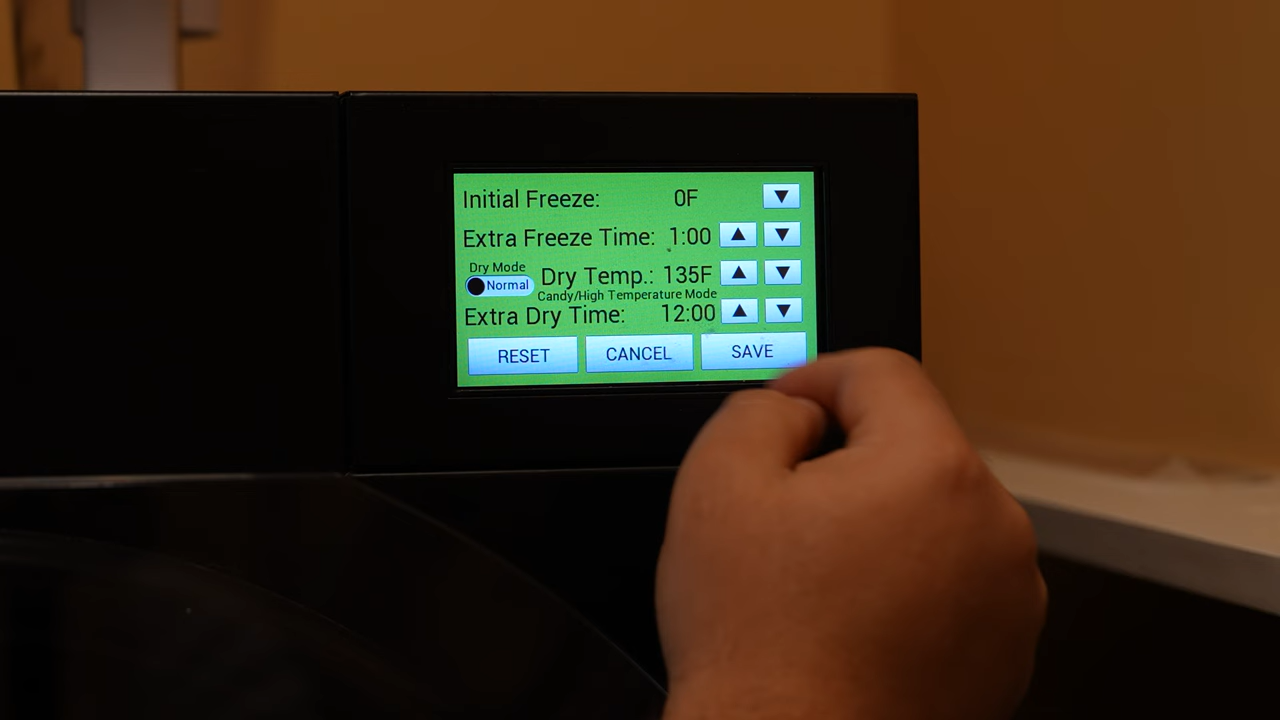 Initial Freeze: 0F ▼
Extra Freeze Time: 1:00 ▲ ▼
Dry Mode
Normal
Dry Temp.: 135F ▲ ▼
Candy/High Temperature Mode
Extra Dry Time: 12:00 ▲ ▼
RESET CANCEL SAVE